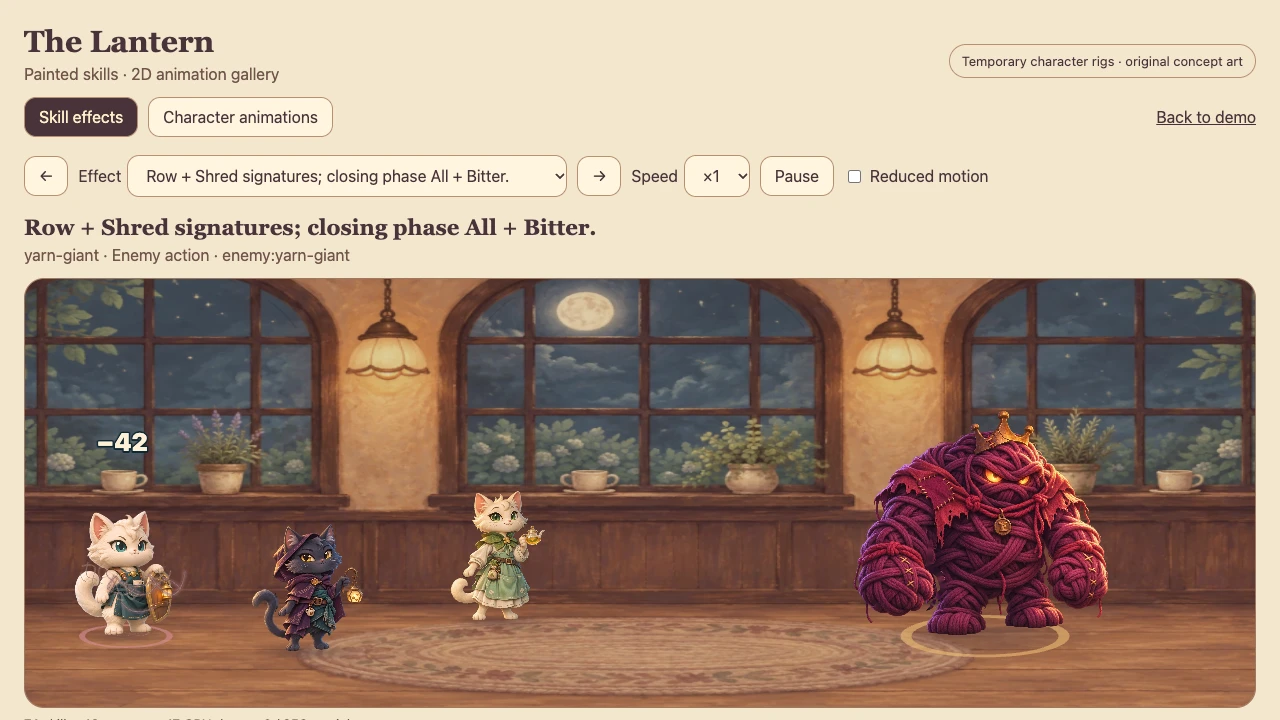 The Lantern
Painted skills · 2D animation gallery
Temporary character rigs · original concept art
Skill effects
Character animations
Back to demo
← Effect Row + Shred signatures; closing phase All + Bitter. → Speed ×1 Pause Reduced motion
Row + Shred signatures; closing phase All + Bitter.
yarn-giant · Enemy action · enemy:yarn-giant
−42